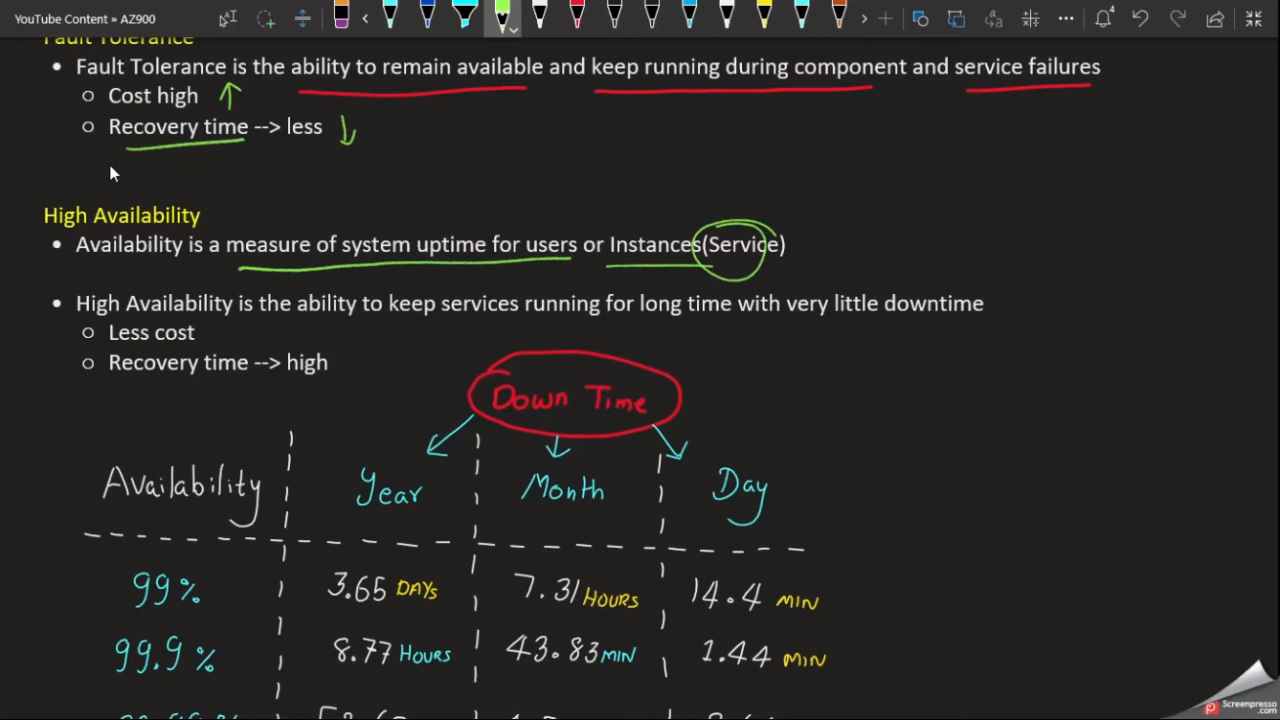 YouTube Content » AZ900
Fault Tolerance
• Fault Tolerance is the ability to remain available and keep running during component and service failures
○ Cost high ↑
○ Recovery time --> less ↓
High Availability
• Availability is a measure of system uptime for users or Instances(Service)
• High Availability is the ability to keep services running for long time with very little downtime
○ Less cost
○ Recovery time --> high
Down Time
Availability Year Month Day
99% 3.65 DAYs 7.31 HOURS 14.4 MIN
99.9% 8.77 HOURS 43.83 MIN 1.44 MIN
Screenpresso
.com